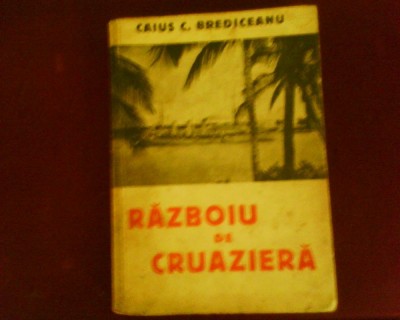 CAIUS C. BREDICEANU
RĂZBOIU
DE
CRUAZIERĂ